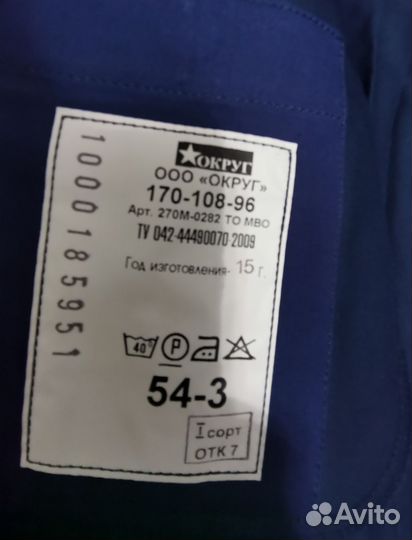 ★ОКРУГ
ООО «ОКРУГ»
170-108-96
Арт. 270М-0282 ТО МВО
ТУ 042-44490070-2009
Год изготовления- 15 г.
40°
P
54-3
I сорт
ОТК 7
1000185951
Avito